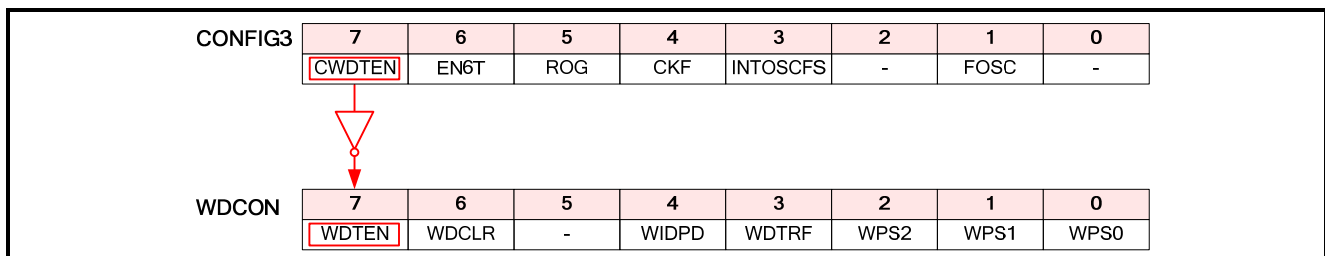 CONFIG3 7 6 5 4 3 2 1 0
CWDTEN EN6T ROG CKF INTOSCFS - FOSC -
WDCON 7 6 5 4 3 2 1 0
WDTEN WDCLR - WIDPD WDTRF WPS2 WPS1 WPS0